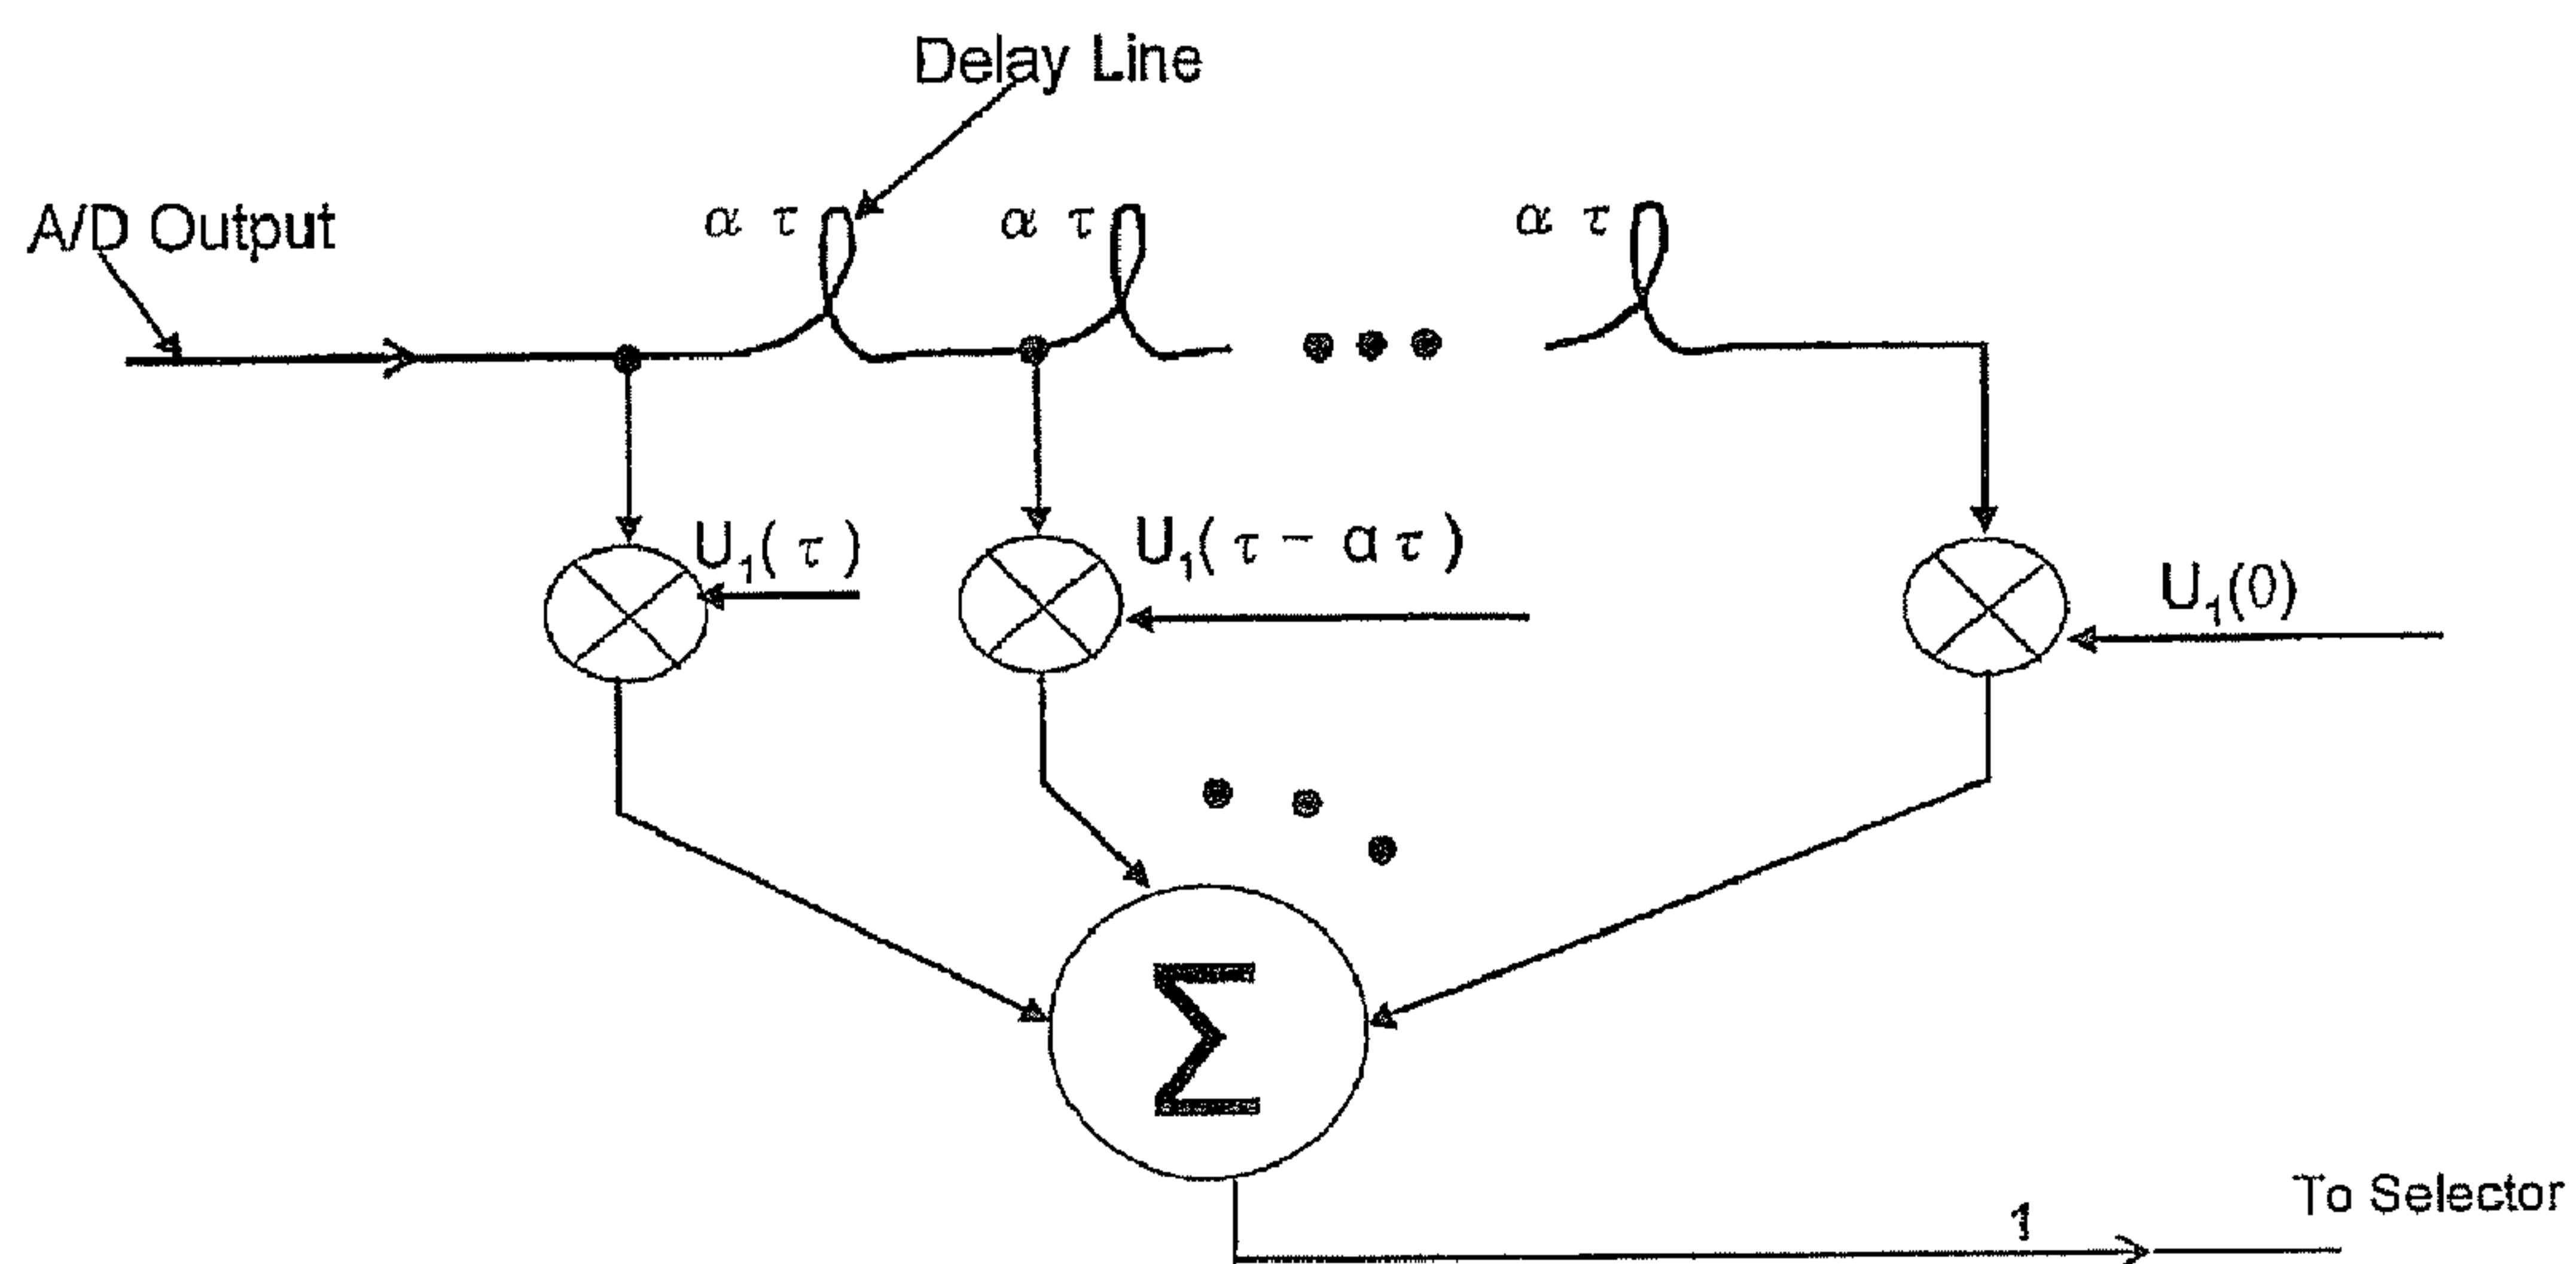 Delay Line
A/D Output
α τ
α τ
α τ
U₁( τ )
U₁( τ − α τ )
U₁(0)
Σ
1
To Selector